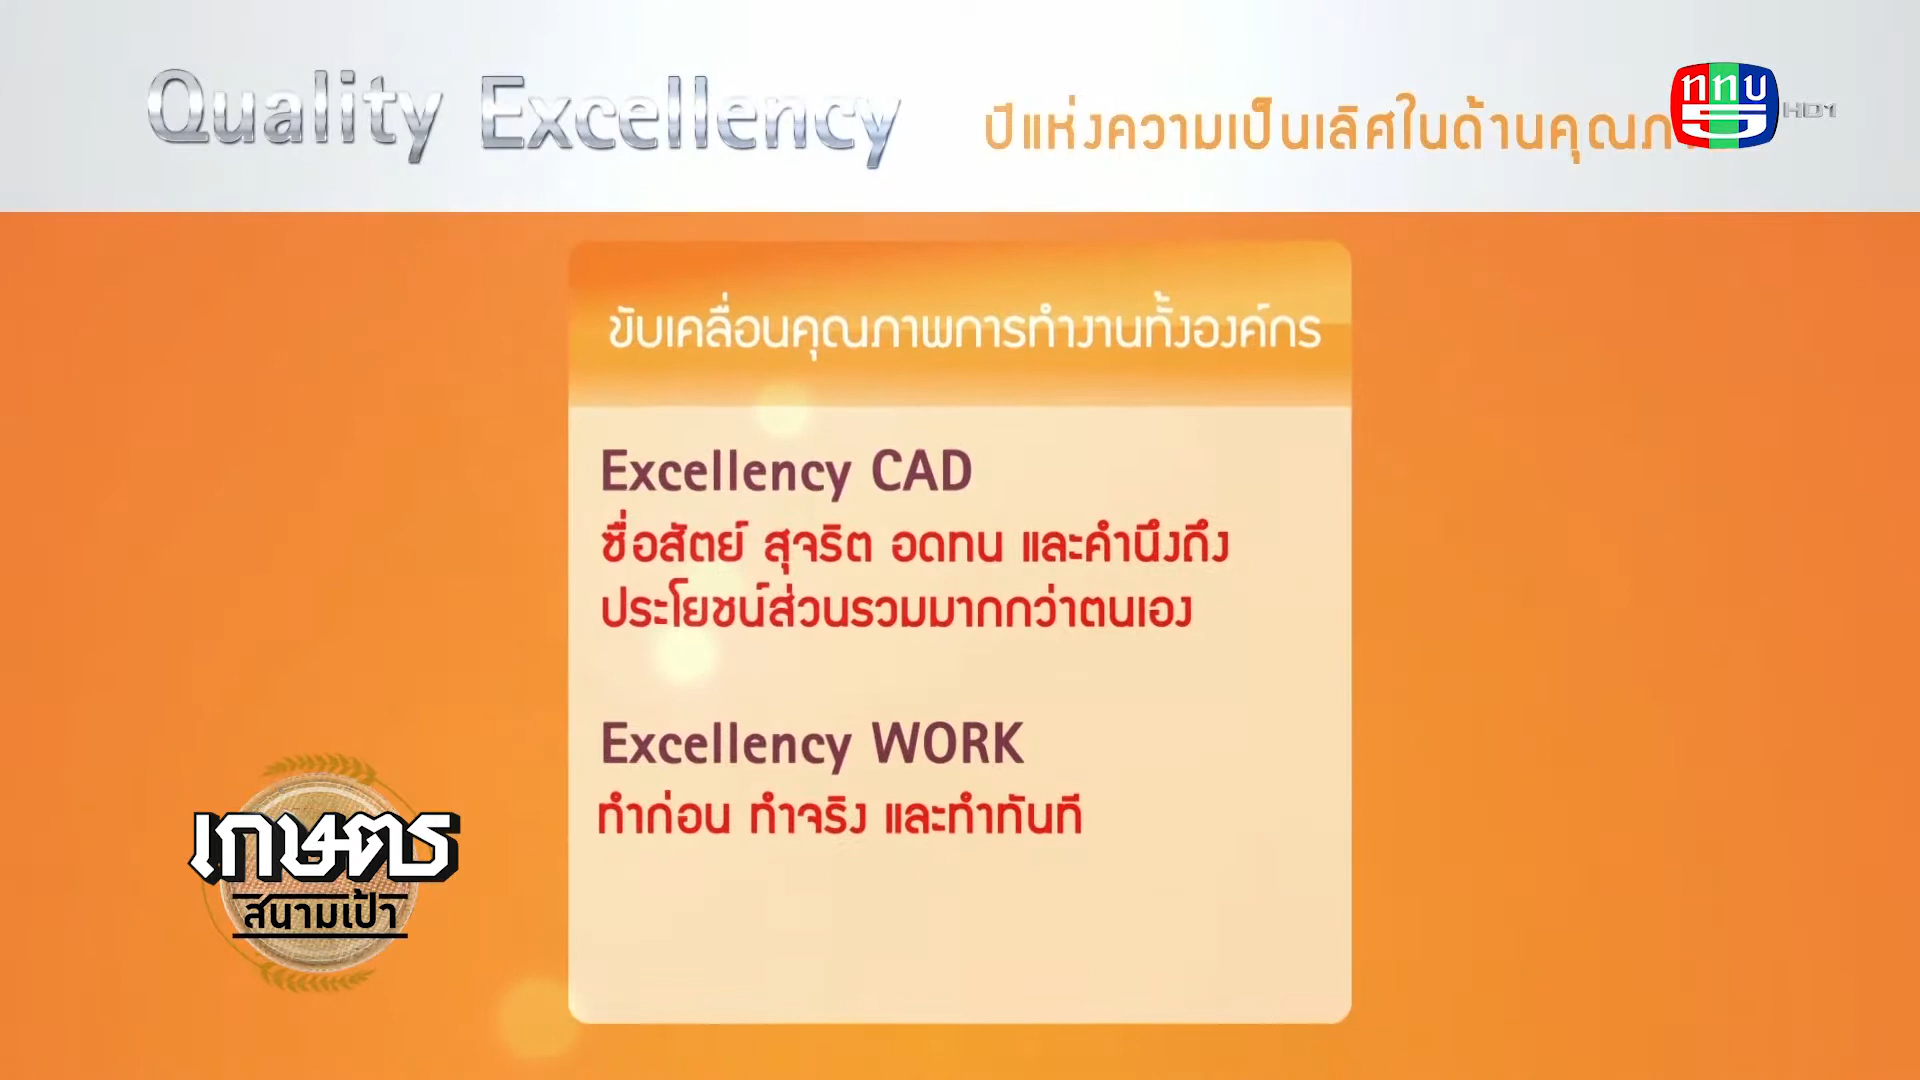 Quality Excellency
ปีแห่งความเป็นเลิศในด้าน
ททบ
5
HD1
ขับเคลื่อนคุณภาพการทำงานทั้งองค์กร
Excellency CAD
ซื่อสัตย์ สุจริต อดทน และคำนึงถึง
ประโยชน์ส่วนรวมมากกว่าตนเอง
Excellency WORK
ทำก่อน ทำจริง และทำทันที
เกษตร
สนามเป้า